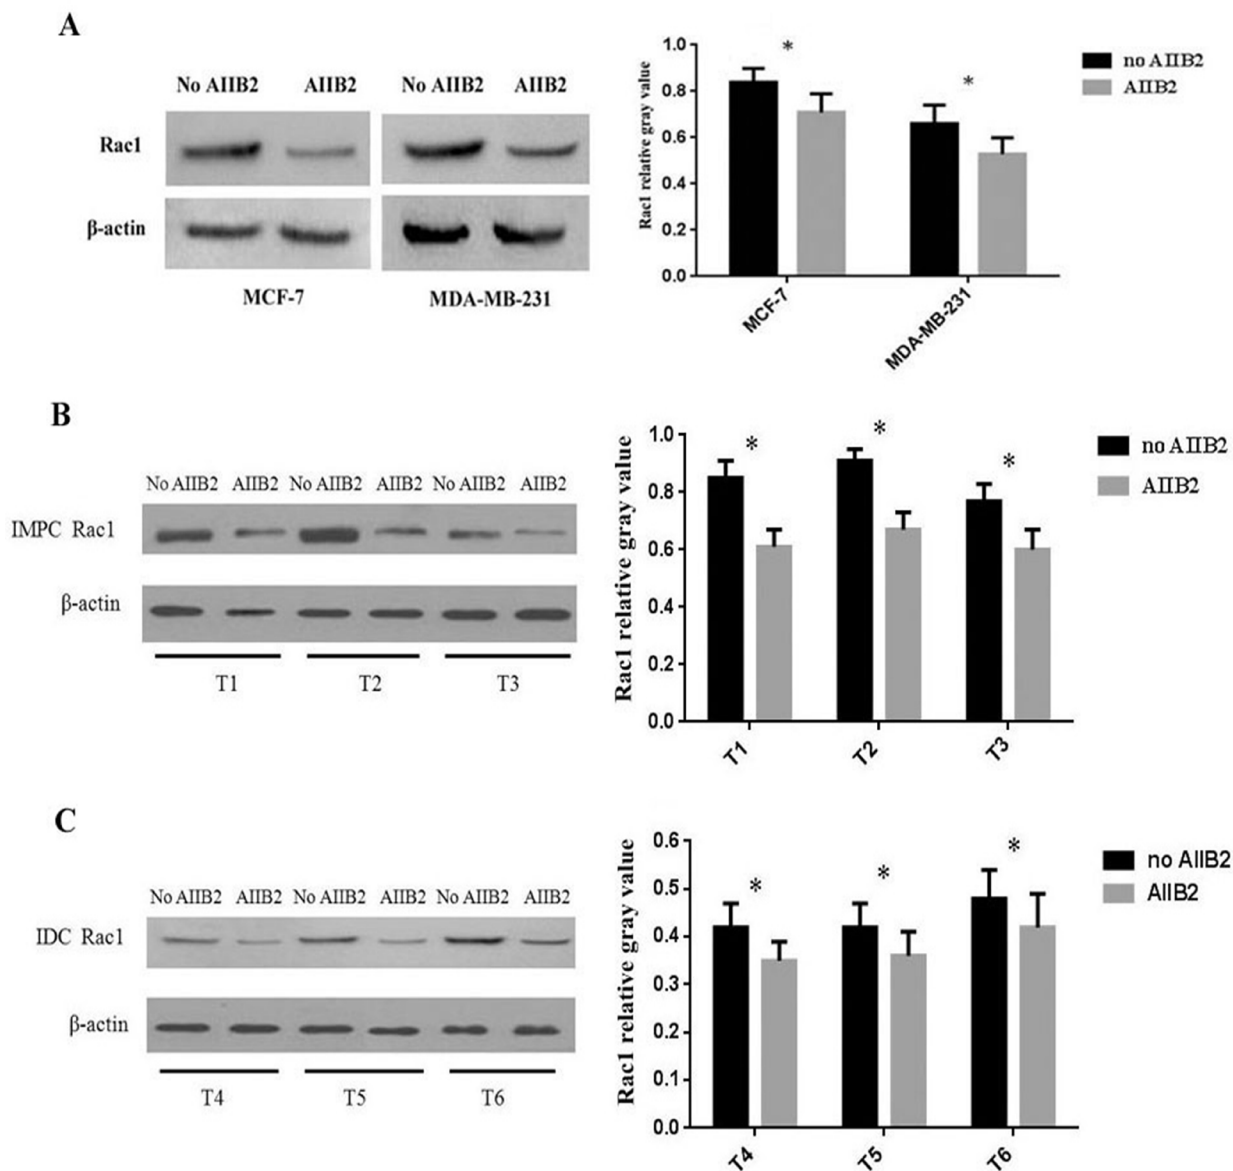 A
No AIIB2 AIIB2 No AIIB2 AIIB2
Rac1
β-actin
MCF-7 MDA-MB-231
Rac1 relative gray value
1.0
0.8
0.6
0.4
0.2
0.0
* *
MCF-7 MDA-MB-231
no AIIB2
AIIB2
B
No AIIB2 AIIB2 No AIIB2 AIIB2 No AIIB2 AIIB2
IMPC Rac1
β-actin
T1 T2 T3
Rac1 relative gray value
1.0
0.8
0.6
0.4
0.2
0.0
* * *
T1 T2 T3
no AIIB2
AIIB2
C
No AIIB2 AIIB2 No AIIB2 AIIB2 No AIIB2 AIIB2
IDC Rac1
β-actin
T4 T5 T6
Rac1 relative gray value
0.6
0.5
0.4
0.3
0.2
0.1
0.0
* * *
T4 T5 T6
no AIIB2
AIIB2